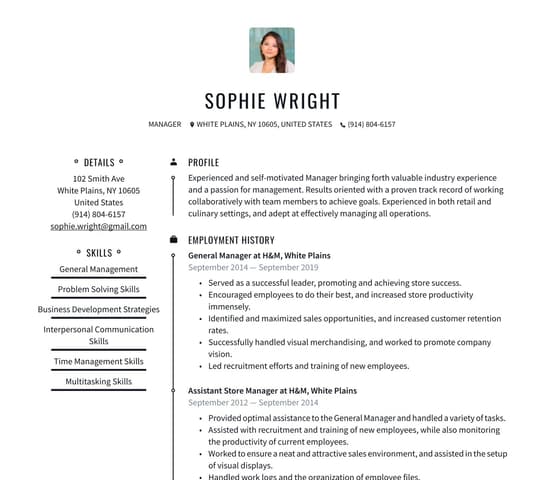 SOPHIE WRIGHT
MANAGER WHITE PLAINS, NY 10605, UNITED STATES (914) 804-6157
DETAILS
102 Smith Ave
White Plains, NY 10605
United States
(914) 804-6157
sophie.wright@gmail.com
SKILLS
General Management
Problem Solving Skills
Business Development Strategies
Interpersonal Communication
Skills
Time Management Skills
Multitasking Skills
PROFILE
Experienced and self-motivated Manager bringing forth valuable industry experience
and a passion for management. Results oriented with a proven track record of working
collaboratively with team members to achieve goals. Experienced in both retail and
culinary settings, and adept at effectively managing all operations.
EMPLOYMENT HISTORY
General Manager at H&M, White Plains
September 2014 — September 2019
• Served as a successful leader, promoting and achieving store success.
• Encouraged employees to do their best, and increased store productivity
immensely.
• Identified and maximized sales opportunities, and increased customer retention
rates.
• Successfully handled visual merchandising, and worked to promote company
vision.
• Led recruitment efforts and training of new employees.
Assistant Store Manager at H&M, White Plains
September 2012 — September 2014
• Provided optimal assistance to the General Manager and handled a variety of tasks.
• Assisted with recruitment and training of new employees, while also monitoring
the productivity of current employees.
• Worked to ensure a neat and attractive sales environment, and assisted in the setup
of visual displays.
• Handled work logs and the organization of employee files.